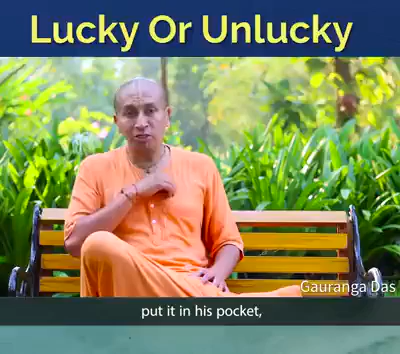 Lucky Or Unlucky
Gauranga Das
put it in his pocket,